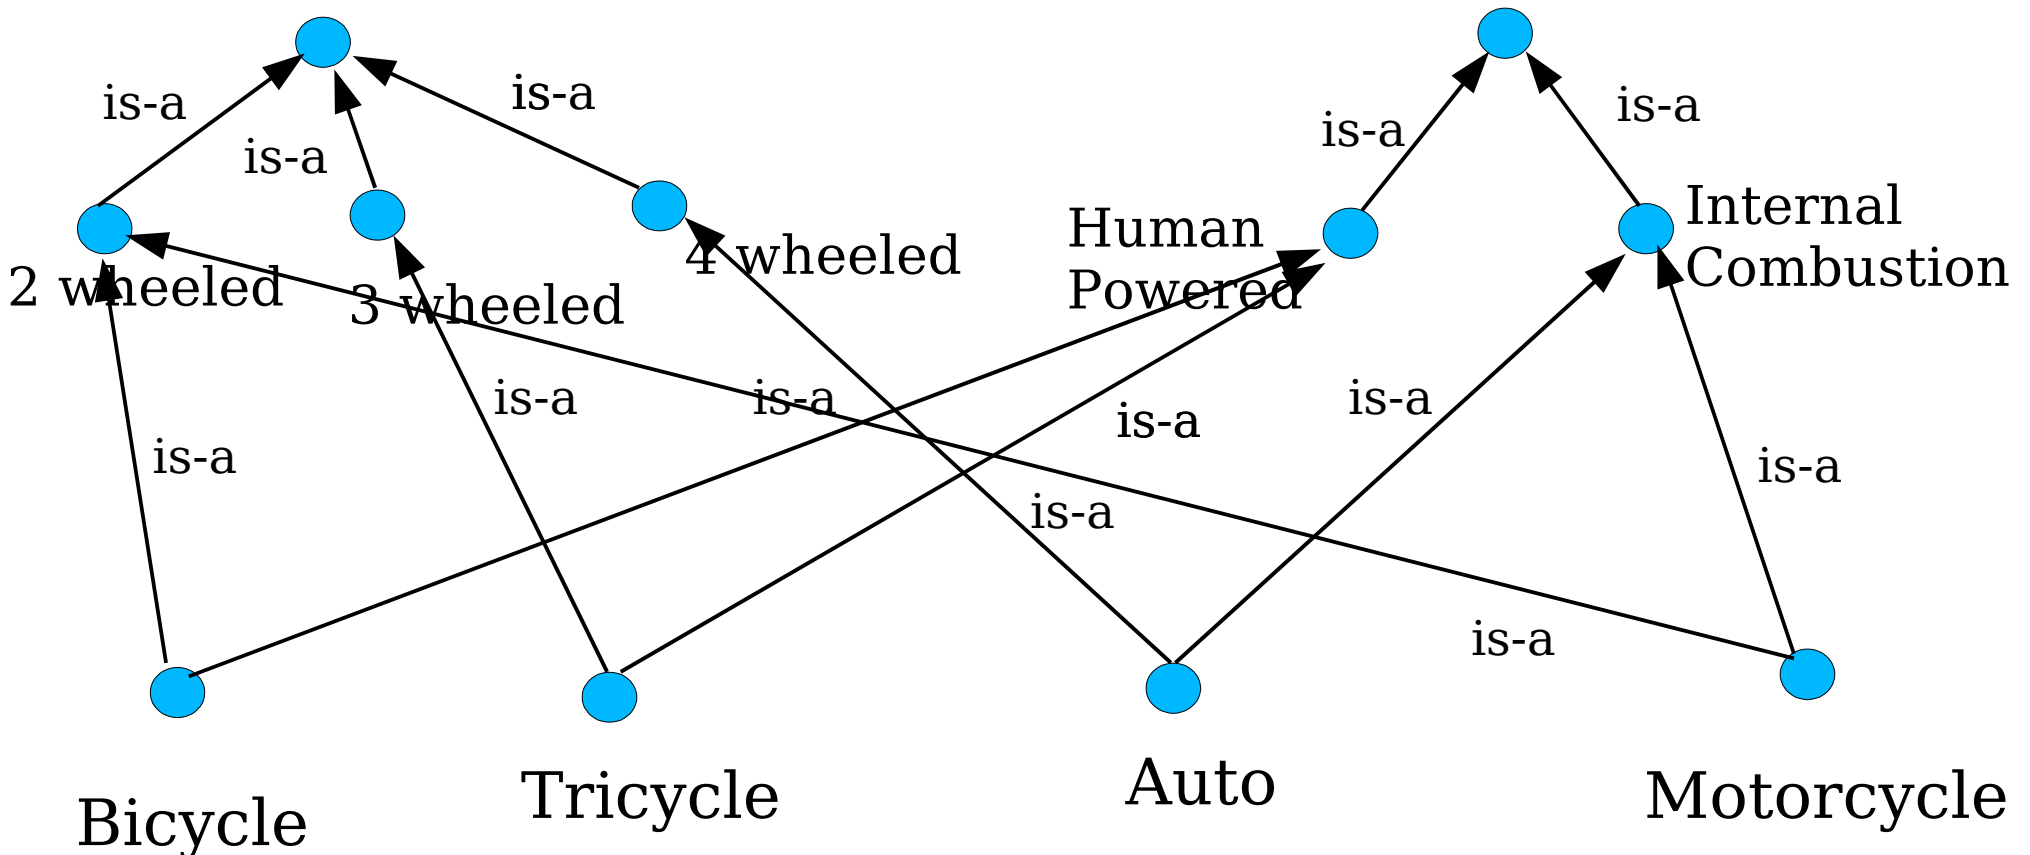 is-a
is-a
is-a
is-a
is-a
2 wheeled
3 wheeled
4 wheeled
Human
Powered
Internal
Combustion
is-a
is-a
is-a
is-a
is-a
is-a
is-a
is-a
Bicycle
Tricycle
Auto
Motorcycle